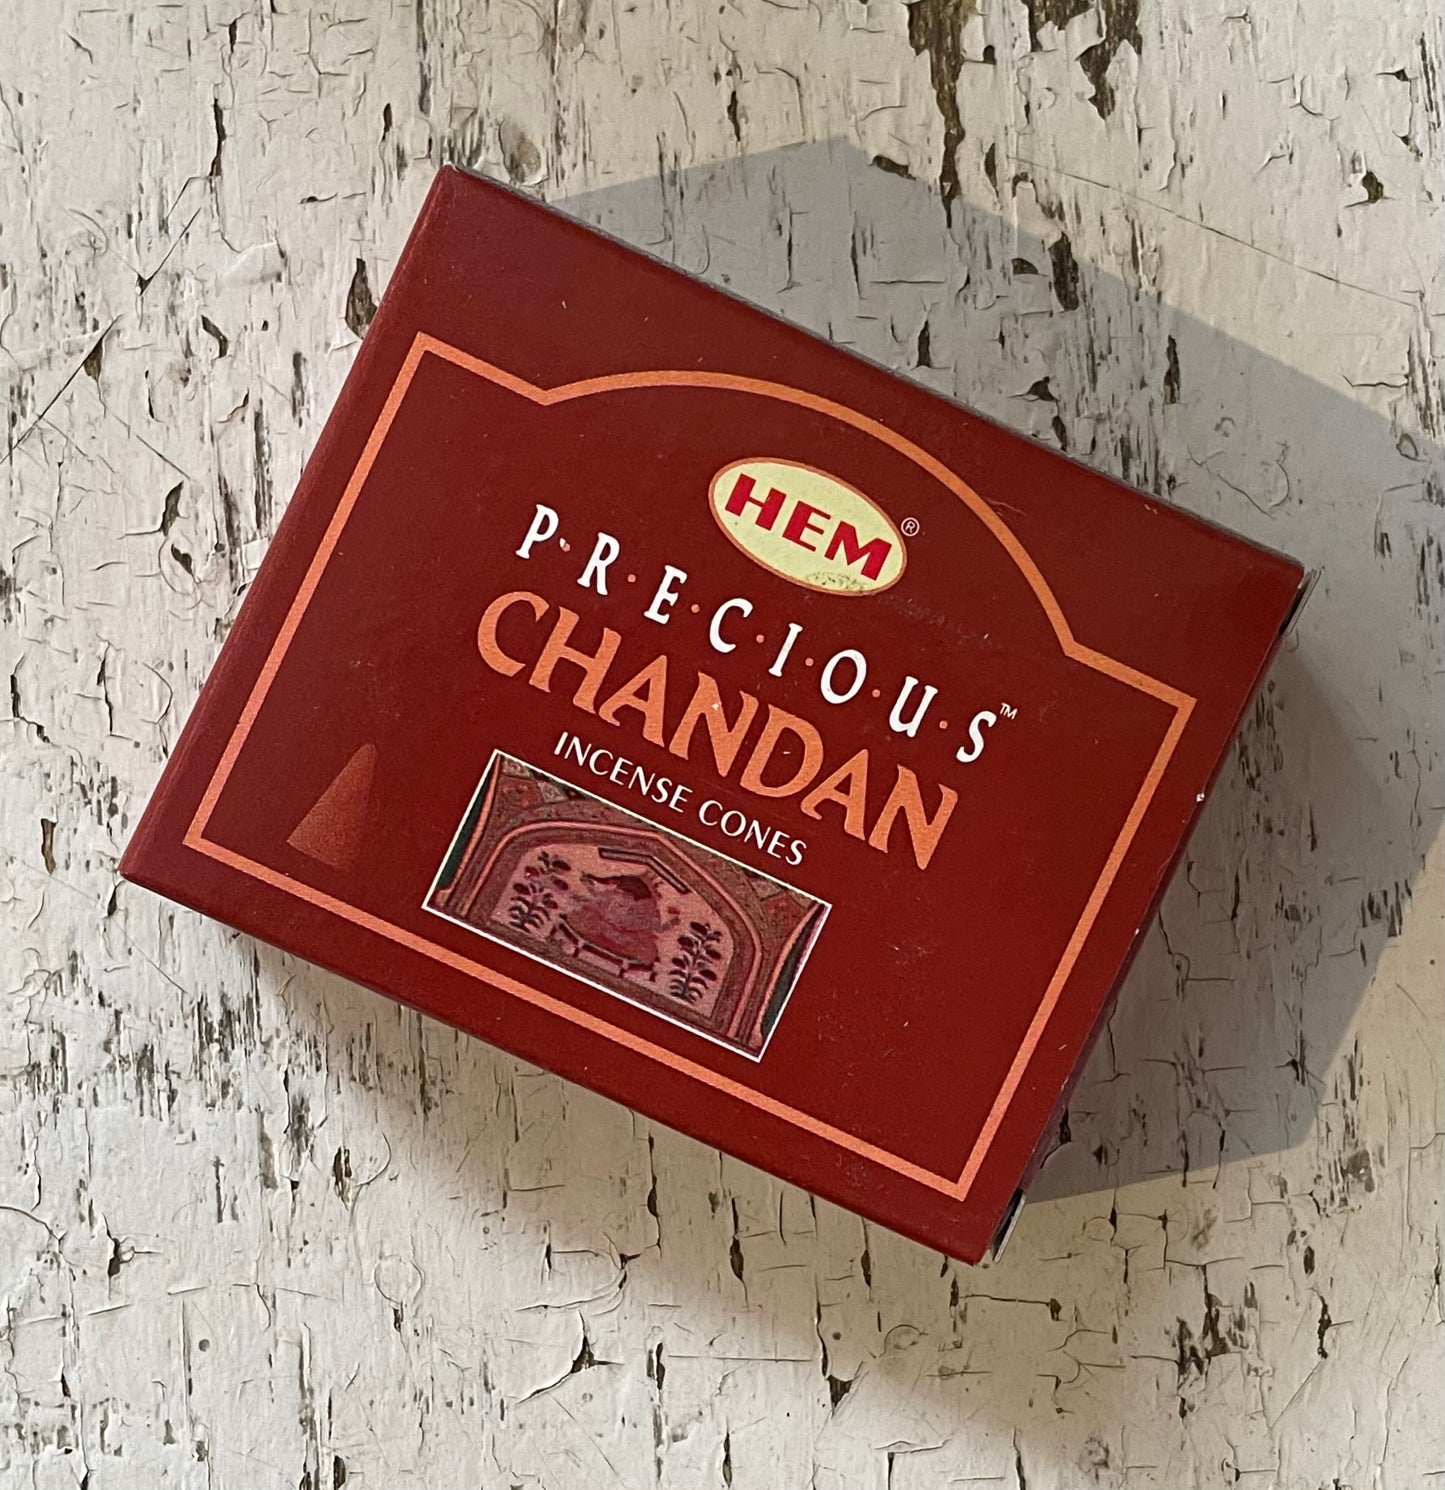 HEM®
P·R·E·C·I·O·U·S™
CHANDAN
INCENSE CONES